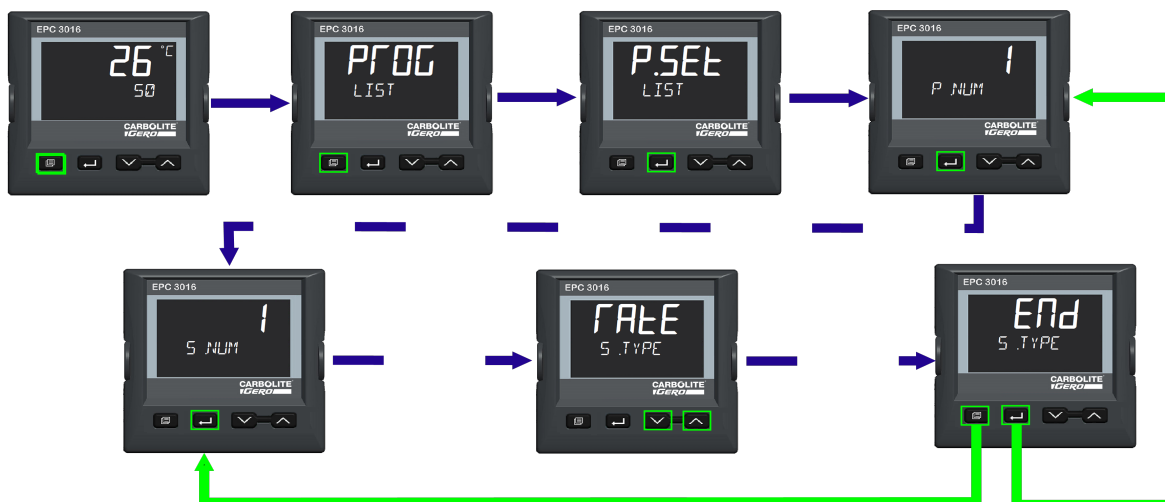 EPC 3016
26 °C
50
CARBOLITE
GERO
EPC 3016
PROG
LIST
CARBOLITE
GERO
EPC 3016
P.SEt
LIST
CARBOLITE
GERO
EPC 3016
1
P.NUM
CARBOLITE
GERO
EPC 3016
1
S.NUM
CARBOLITE
GERO
EPC 3016
rAtE
S.TYPE
CARBOLITE
GERO
EPC 3016
End
S.TYPE
CARBOLITE
GERO